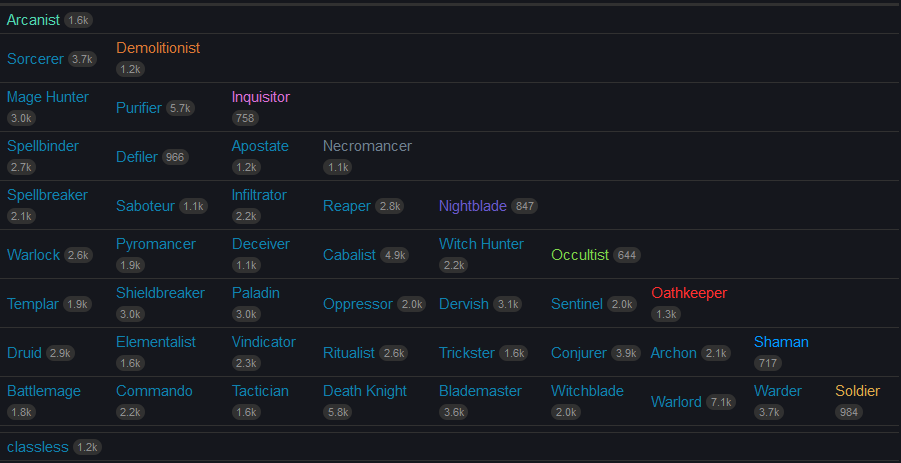 Arcanist 1.6k
Sorcerer 3.7k Demolitionist 1.2k
Mage Hunter 3.0k Purifier 5.7k Inquisitor 758
Spellbinder 2.7k Defiler 966 Apostate 1.2k Necromancer 1.1k
Spellbreaker 2.1k Saboteur 1.1k Infiltrator 2.2k Reaper 2.8k Nightblade 847
Warlock 2.6k Pyromancer 1.9k Deceiver 1.1k Cabalist 4.9k Witch Hunter 2.2k Occultist 644
Templar 1.9k Shieldbreaker 3.0k Paladin 3.0k Oppressor 2.0k Dervish 3.1k Sentinel 2.0k Oathkeeper 1.3k
Druid 2.9k Elementalist 1.6k Vindicator 2.3k Ritualist 2.6k Trickster 1.6k Conjurer 3.9k Archon 2.1k Shaman 717
Battlemage 1.8k Commando 2.2k Tactician 1.6k Death Knight 5.8k Blademaster 3.6k Witchblade 2.0k Warlord 7.1k Warder 3.7k Soldier 984
classless 1.2k